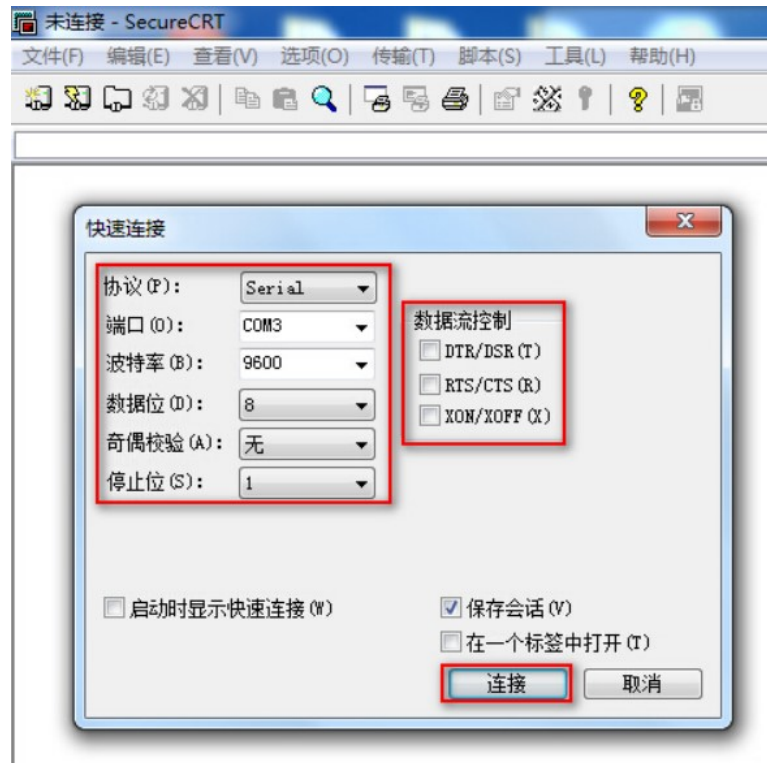 未连接 - SecureCRT
文件(F) 编辑(E) 查看(V) 选项(O) 传输(T) 脚本(S) 工具(L) 帮助(H)
快速连接
协议(P): Serial
端口(O): COM3
波特率(B): 9600
数据位(D): 8
奇偶校验(A): 无
停止位(S): 1
数据流控制
DTR/DSR(T)
RTS/CTS(R)
XON/XOFF(X)
启动时显示快速连接(W)
保存会话(V)
在一个标签中打开(T)
连接 取消